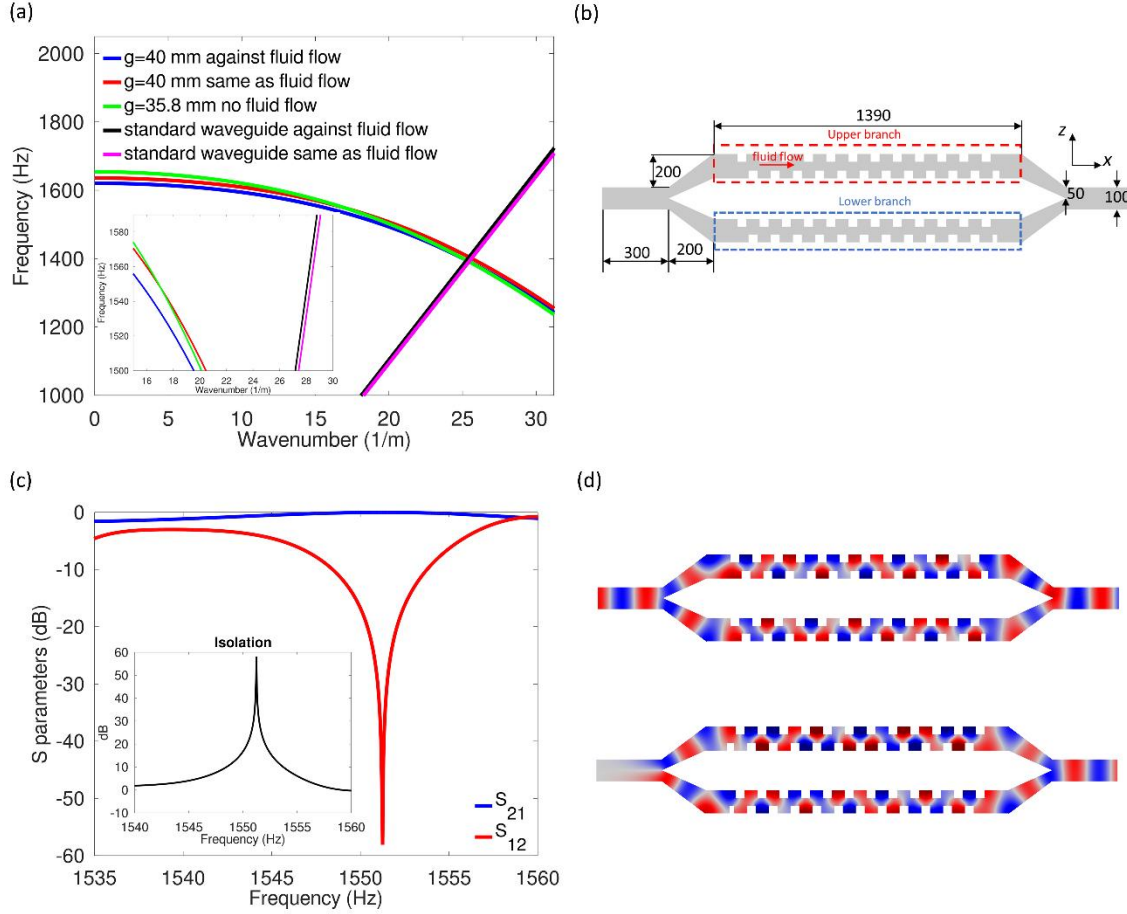 (a)
2000
1800
1600
1400
1200
1000
Frequency (Hz)
g=40 mm against fluid flow
g=40 mm same as fluid flow
g=35.8 mm no fluid flow
standard waveguide against fluid flow
standard waveguide same as fluid flow
1580
1560
1540
1520
1500
Frequency (Hz)
16 18 20 22 24 26 28 30
Wavenumber (1/m)
0 5 10 15 20 25 30
Wavenumber (1/m)
(b)
1390
Upper branch
fluid flow
200
z
x
50
100
Lower branch
300
200
(c)
0
-10
-20
-30
-40
-50
-60
S parameters (dB)
Isolation
60
50
40
30
20
10
0
-10
dB
1540 1545 1550 1555 1560
Frequency (Hz)
S21
S12
1535 1540 1545 1550 1555 1560
Frequency (Hz)
(d)